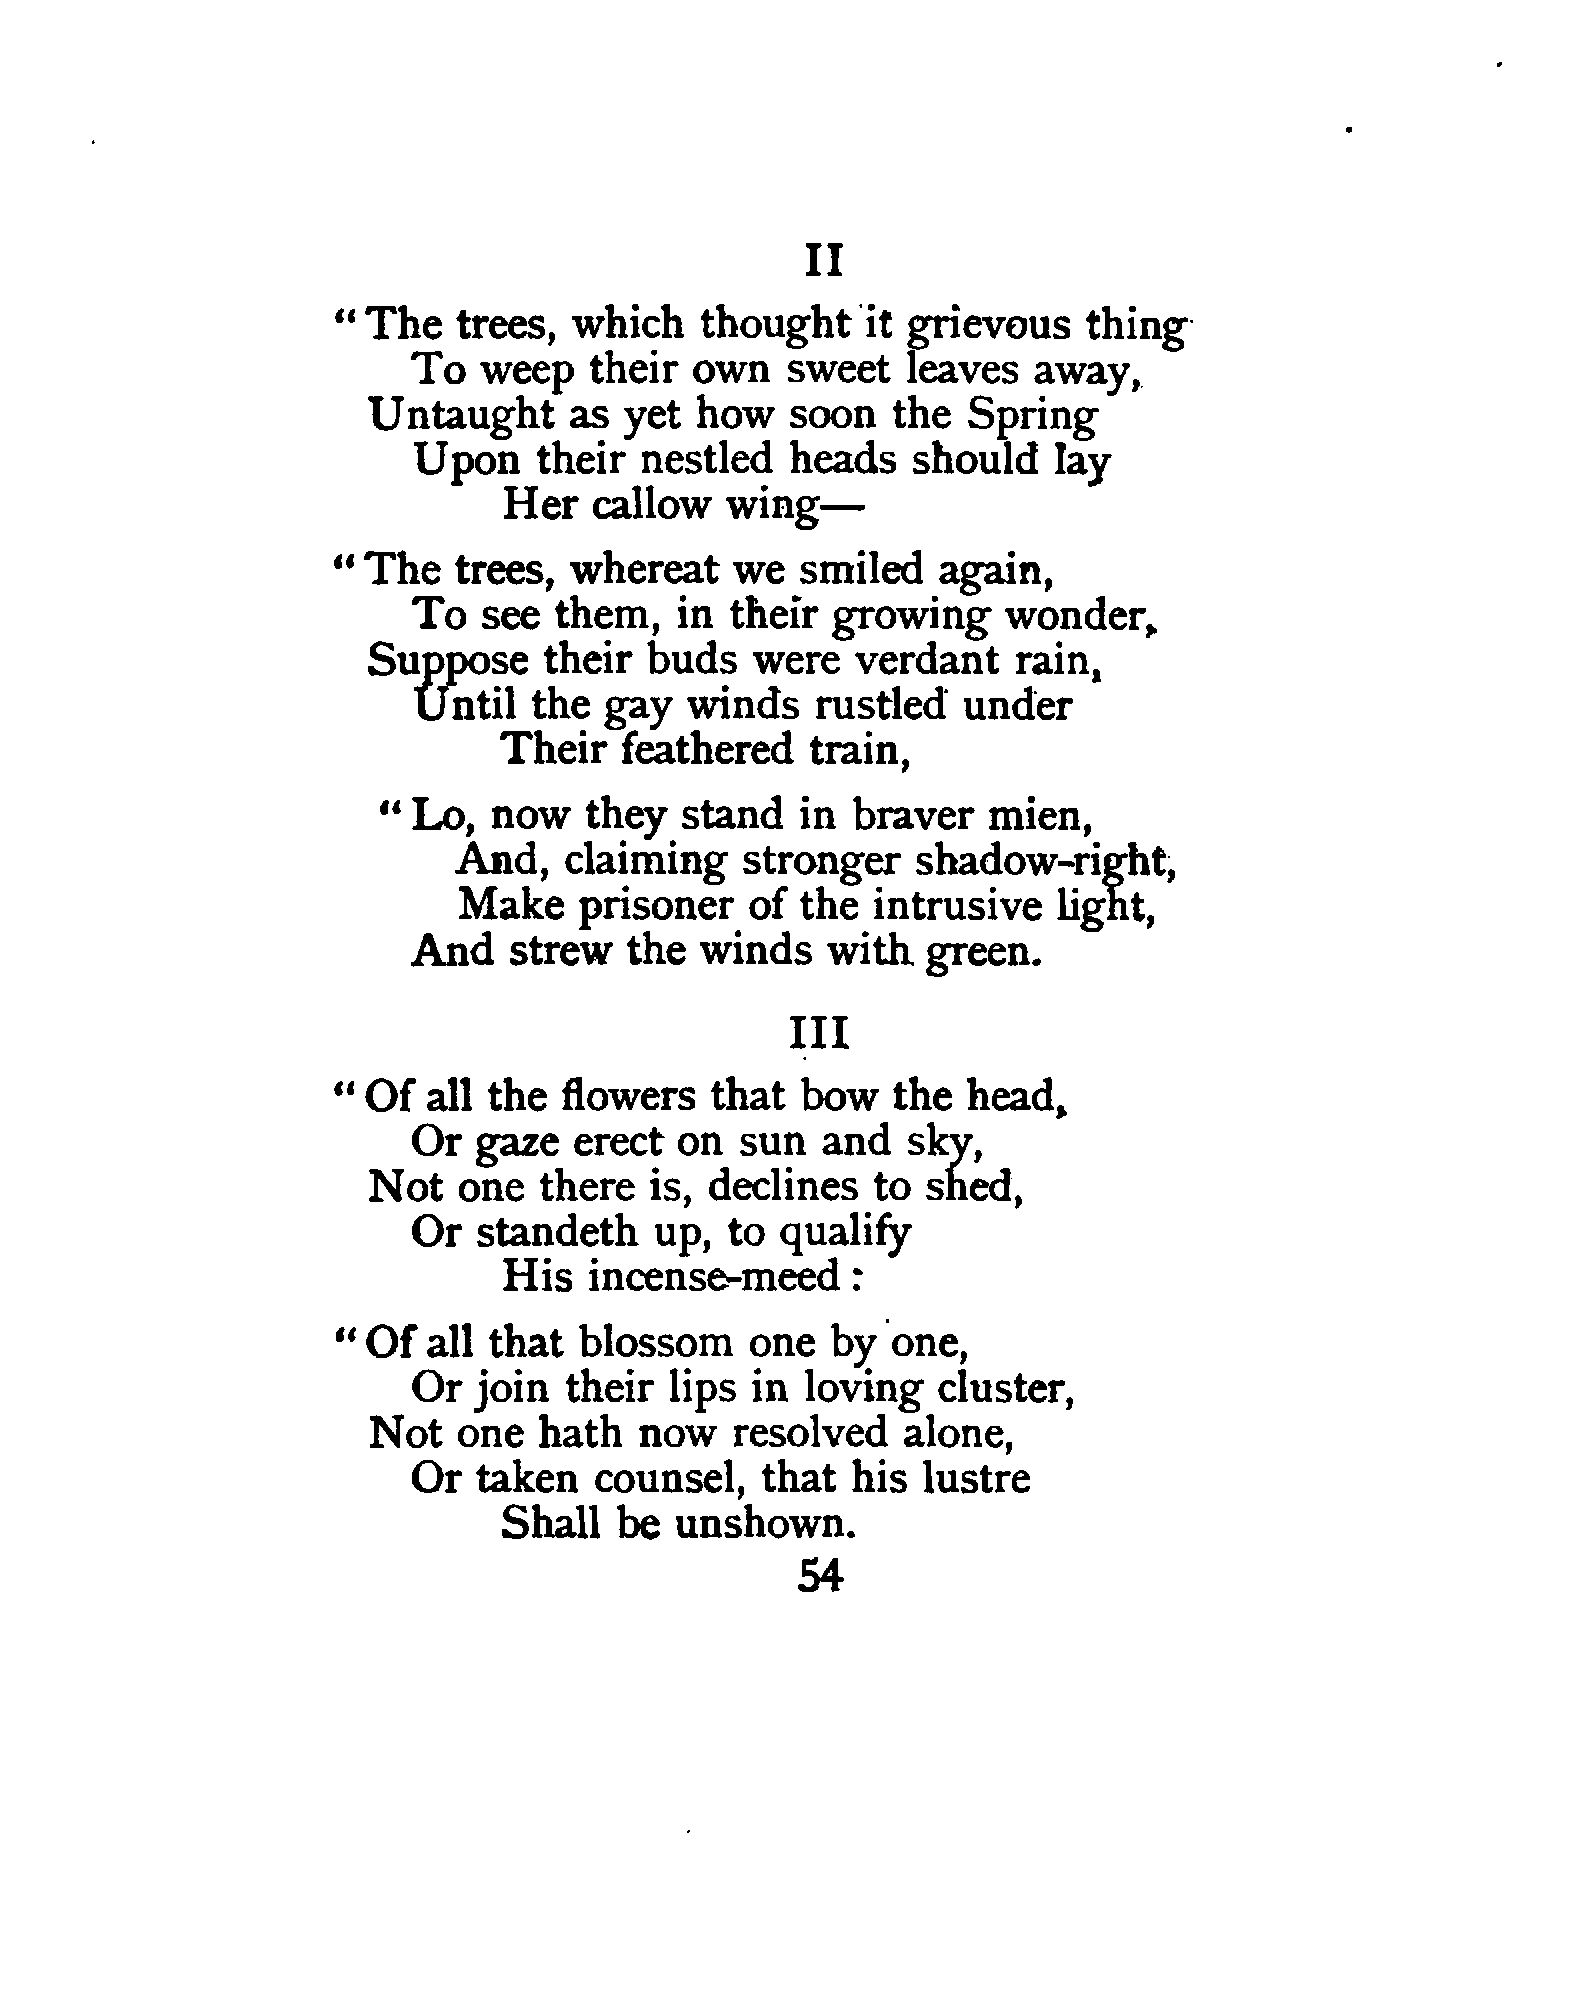 II
“ The trees, which thought it grievous thing
To weep their own sweet leaves away,
Untaught as yet how soon the Spring
Upon their nestled heads should lay
Her callow wing—
“ The trees, whereat we smiled again,
To see them, in their growing wonder,
Suppose their buds were verdant rain,
Until the gay winds rustled under
Their feathered train,
“ Lo, now they stand in braver mien,
And, claiming stronger shadow-right,
Make prisoner of the intrusive light,
And strew the winds with green.
III
“ Of all the flowers that bow the head,
Or gaze erect on sun and sky,
Not one there is, declines to shed,
Or standeth up, to qualify
His incense-meed :
“ Of all that blossom one by one,
Or join their lips in loving cluster,
Not one hath now resolved alone,
Or taken counsel, that his lustre
Shall be unshown.
54